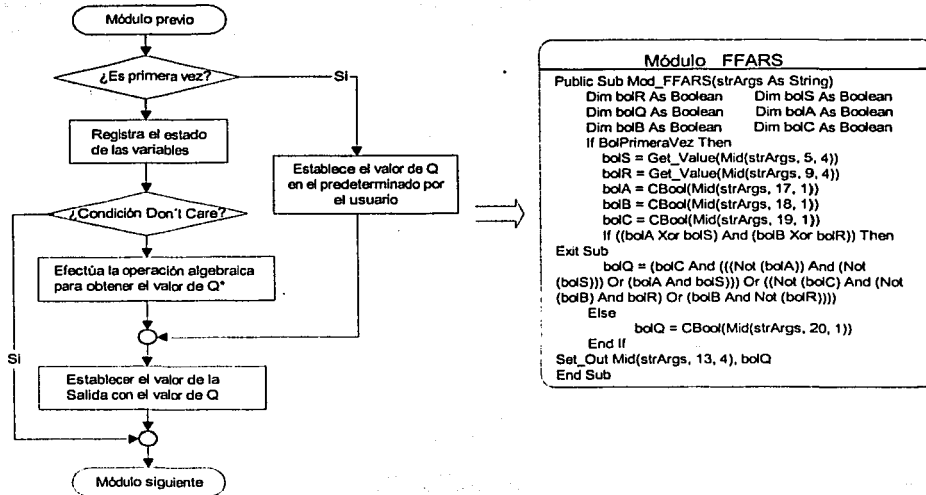 Módulo previo
¿Es primera vez?
Si
Registra el estado
de las variables
Establece el valor de Q
en el predeterminado por
el usuario
¿Condición Don't Care?
Efectúa la operación algebraica
para obtener el valor de Q*
Si
Establecer el valor de la
Salida con el valor de Q
Módulo siguiente
Módulo FFARS
Public Sub Mod_FFARS(strArgs As String)
Dim bolR As Boolean Dim bolS As Boolean
Dim bolQ As Boolean Dim bolA As Boolean
Dim bolB As Boolean Dim bolC As Boolean
If BolPrimeraVez Then
bolS = Get_Value(Mid(strArgs, 5, 4))
bolR = Get_Value(Mid(strArgs, 9, 4))
bolA = CBool(Mid(strArgs, 17, 1))
bolB = CBool(Mid(strArgs, 18, 1))
bolC = CBool(Mid(strArgs, 19, 1))
If ((bolA Xor bolS) And (bolB Xor bolR)) Then
Exit Sub
bolQ = (bolC And (((Not (bolA)) And (Not
(bolS))) Or (bolA And bolS))) Or ((Not (bolC) And (Not
(bolB) And bolR) Or (bolB And Not (bolR))))
Else
bolQ = CBool(Mid(strArgs, 20, 1))
End If
Set_Out Mid(strArgs, 13, 4), bolQ
End Sub